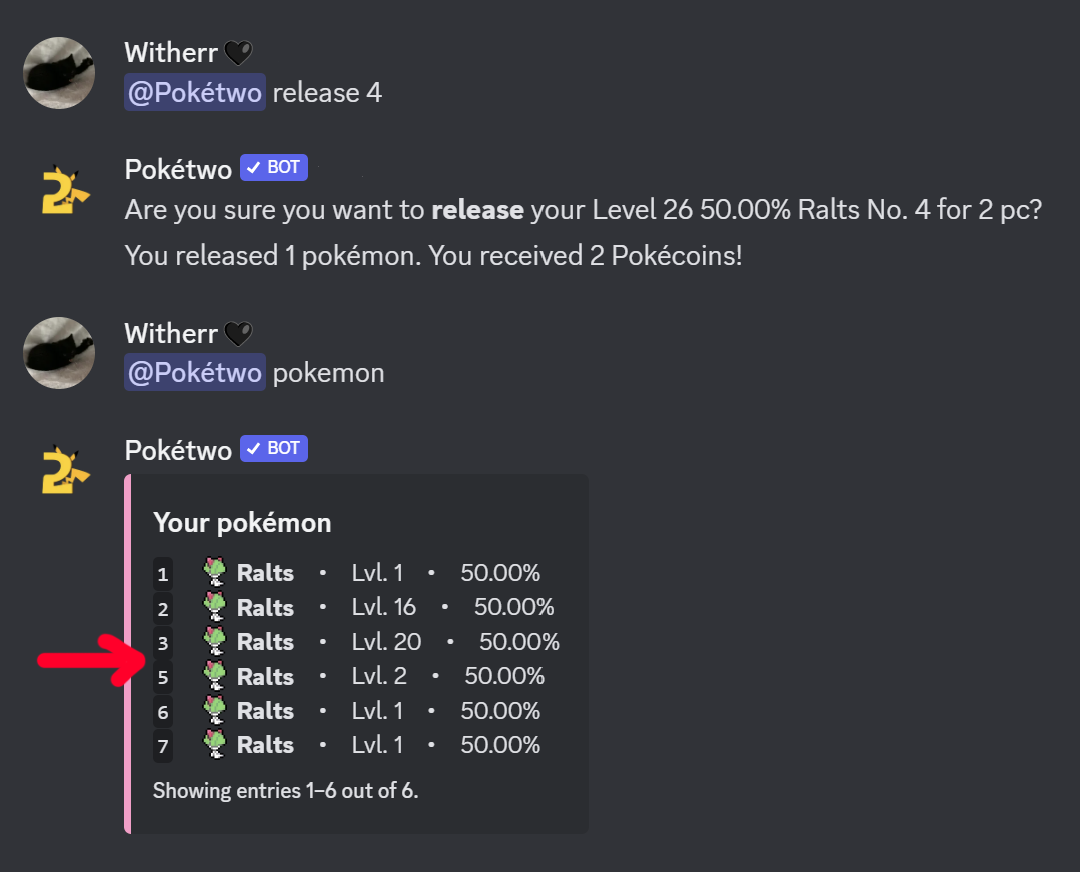 Witherr 🖤
@Pokétwo release 4
Pokétwo ✓ BOT
Are you sure you want to release your Level 26 50.00% Ralts No. 4 for 2 pc?
You released 1 pokémon. You received 2 Pokécoins!
Witherr 🖤
@Pokétwo pokemon
Pokétwo ✓ BOT
Your pokémon
1 Ralts • Lvl. 1 • 50.00%
2 Ralts • Lvl. 16 • 50.00%
3 Ralts • Lvl. 20 • 50.00%
5 Ralts • Lvl. 2 • 50.00%
6 Ralts • Lvl. 1 • 50.00%
7 Ralts • Lvl. 1 • 50.00%
Showing entries 1–6 out of 6.